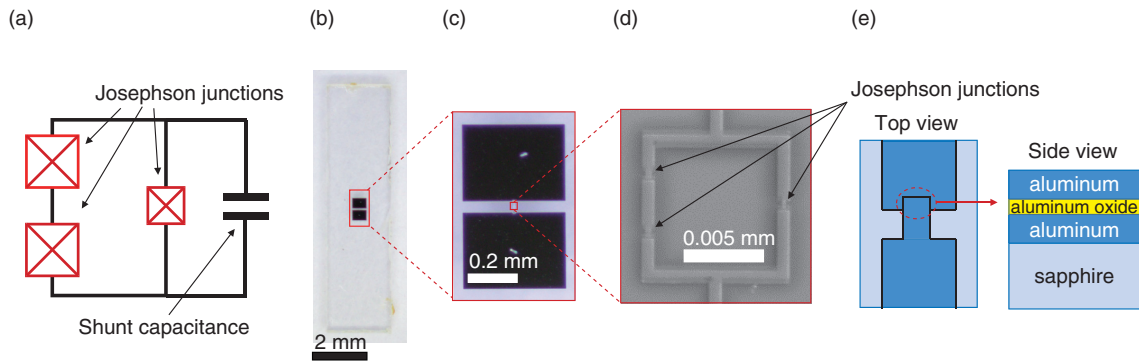 (a)
(b)
(c)
(d)
(e)
Josephson junctions
Shunt capacitance
2 mm
0.2 mm
0.005 mm
Josephson junctions
Top view
Side view
aluminum
aluminum oxide
aluminum
sapphire